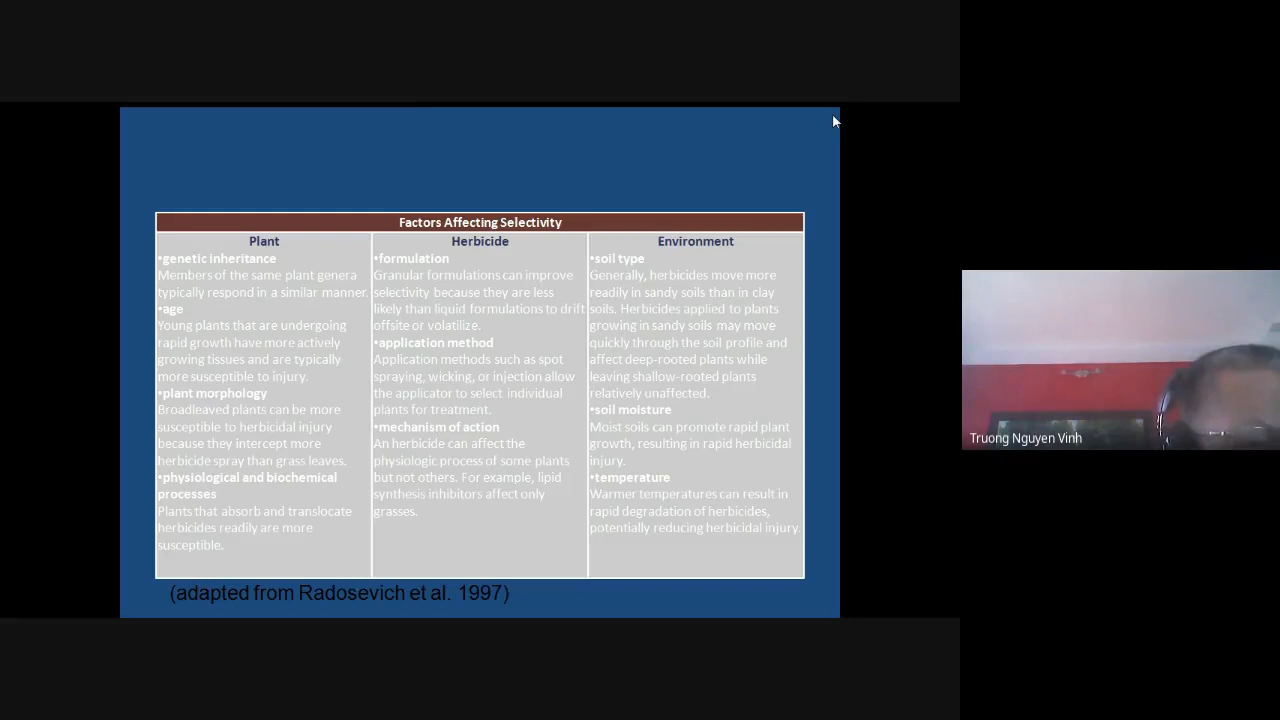 Factors Affecting Selectivity
Plant
•genetic inheritance
Members of the same plant genera
typically respond in a similar manner.
•age
Young plants that are undergoing
rapid growth have more actively
growing tissues and are typically
more susceptible to injury.
•plant morphology
Broadleaved plants can be more
susceptible to herbicidal injury
because they intercept more
herbicide spray than grass leaves.
•physiological and biochemical
processes
Plants that absorb and translocate
herbicides readily are more
susceptible.
Herbicide
•formulation
Granular formulations can improve
selectivity because they are less
likely than liquid formulations to drift
offsite or volatilize.
•application method
Application methods such as spot
spraying, wicking, or injection allow
the applicator to select individual
plants for treatment.
•mechanism of action
An herbicide can affect the
physiologic process of some plants
but not others. For example, lipid
synthesis inhibitors affect only
grasses.
Environment
•soil type
Generally, herbicides move more
readily in sandy soils than in clay
soils. Herbicides applied to plants
growing in sandy soils may move
quickly through the soil profile and
affect deep-rooted plants while
leaving shallow-rooted plants
relatively unaffected.
•soil moisture
Moist soils can promote rapid plant
growth, resulting in rapid herbicidal
injury.
•temperature
Warmer temperatures can result in
rapid degradation of herbicides,
potentially reducing herbicidal injury.
(adapted from Radosevich et al. 1997)
Truong Nguyen Vinh